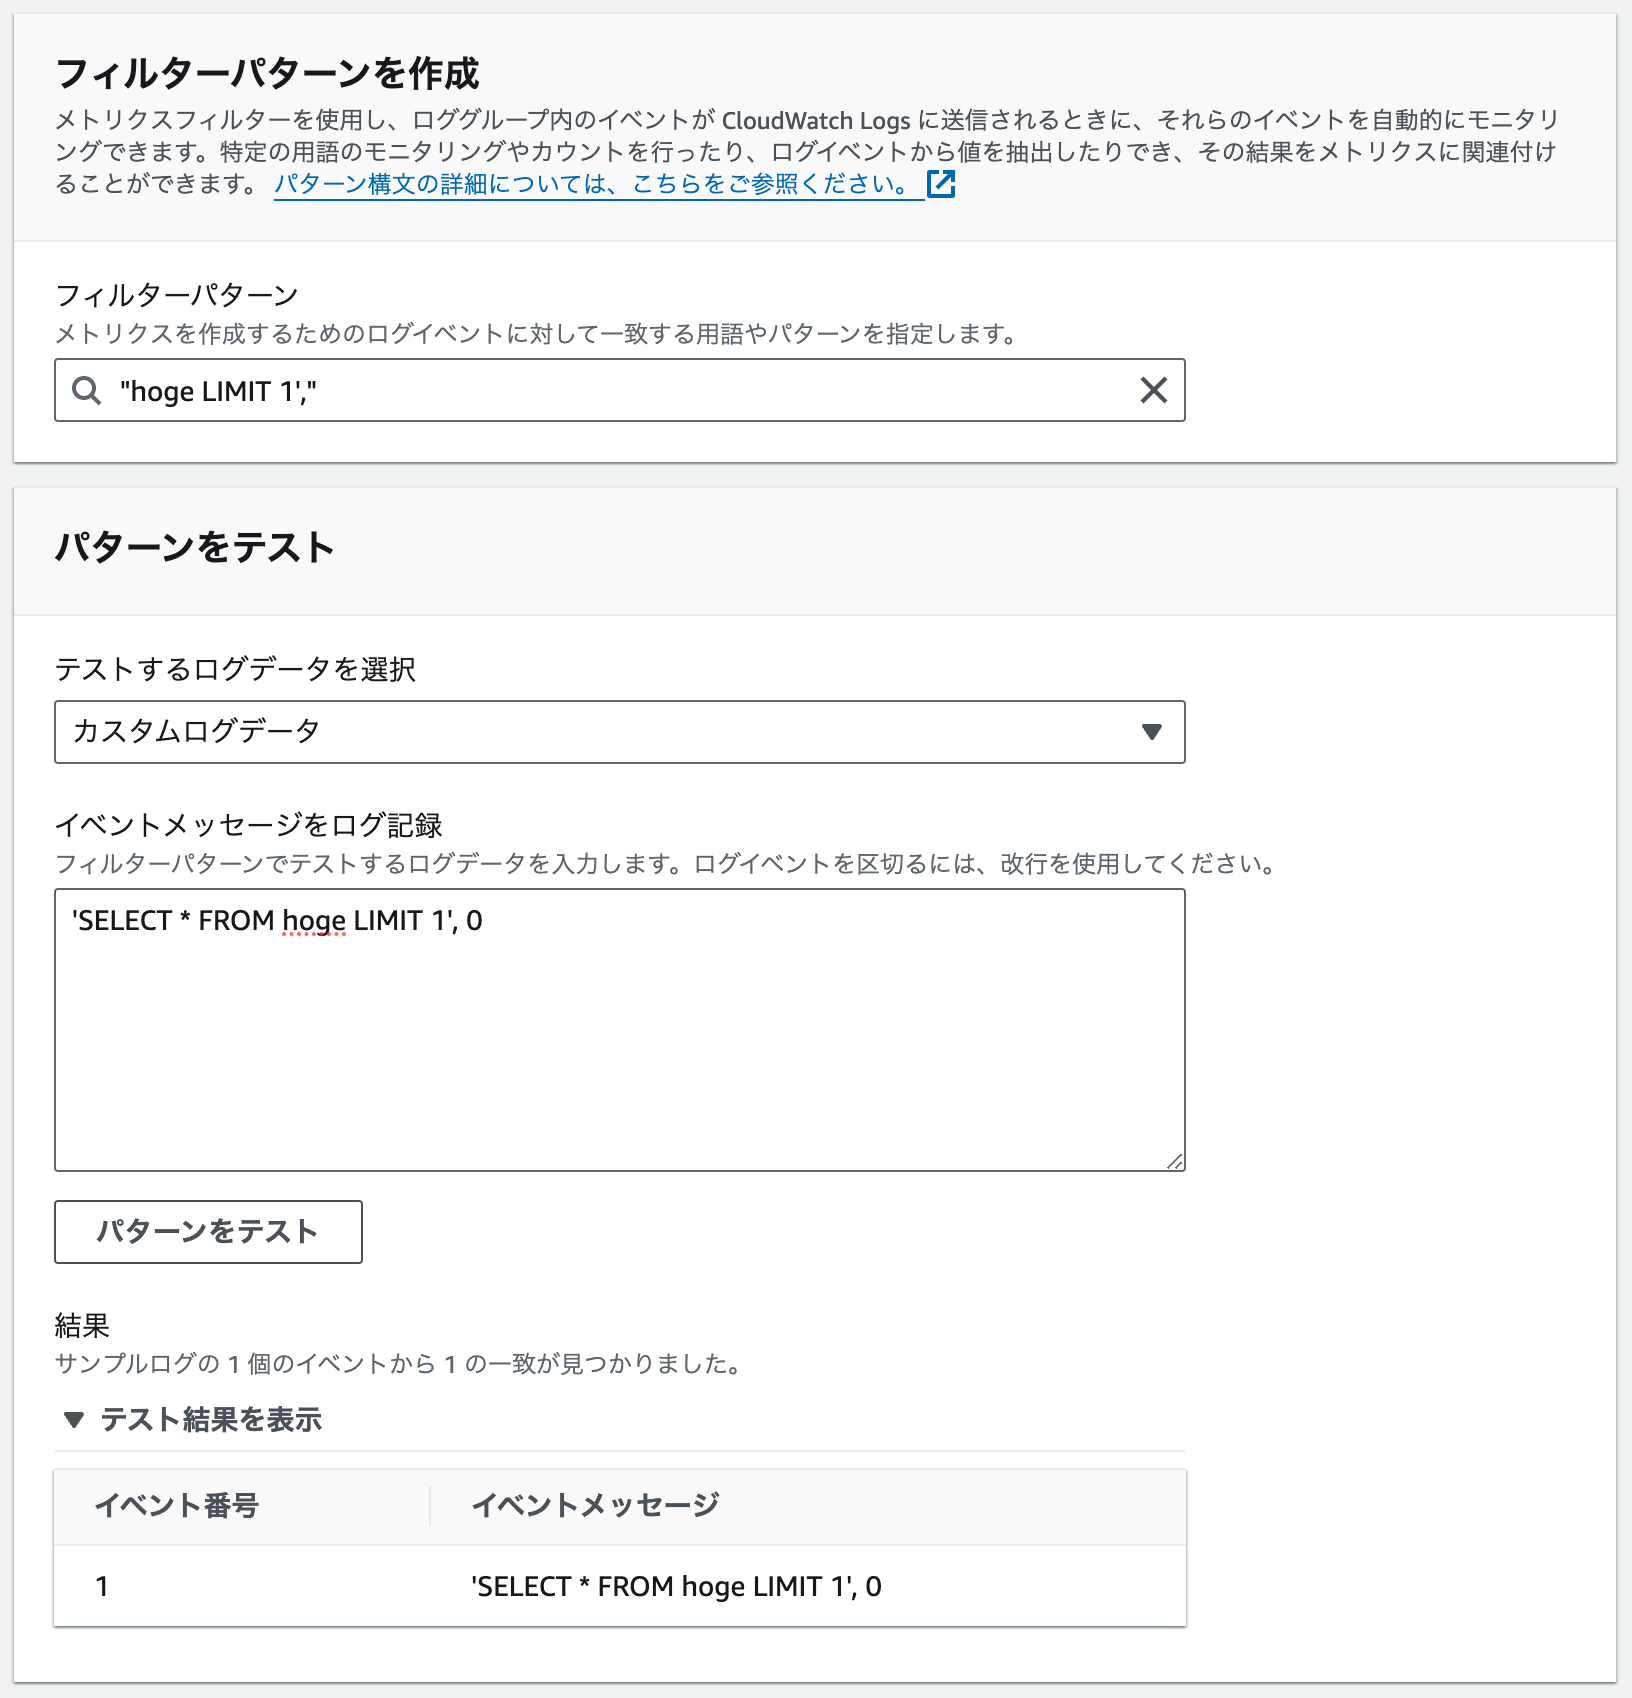 フィルターパターンを作成
メトリクスフィルターを使用し、ロググループ内のイベントが CloudWatch Logs に送信されるときに、それらのイベントを自動的にモニタリ
ングできます。特定の用語のモニタリングやカウントを行ったり、ログイベントから値を抽出したりでき、その結果をメトリクスに関連付け
ることができます。 パターン構文の詳細については、こちらをご参照ください。
フィルターパターン
メトリクスを作成するためのログイベントに対して一致する用語やパターンを指定します。
"hoge LIMIT 1',"
パターンをテスト
テストするログデータを選択
カスタムログデータ
イベントメッセージをログ記録
フィルターパターンでテストするログデータを入力します。ログイベントを区切るには、改行を使用してください。
'SELECT * FROM hoge LIMIT 1', 0
パターンをテスト
結果
サンプルログの 1 個のイベントから 1 の一致が見つかりました。
テスト結果を表示
イベント番号 イベントメッセージ
1 'SELECT * FROM hoge LIMIT 1', 0